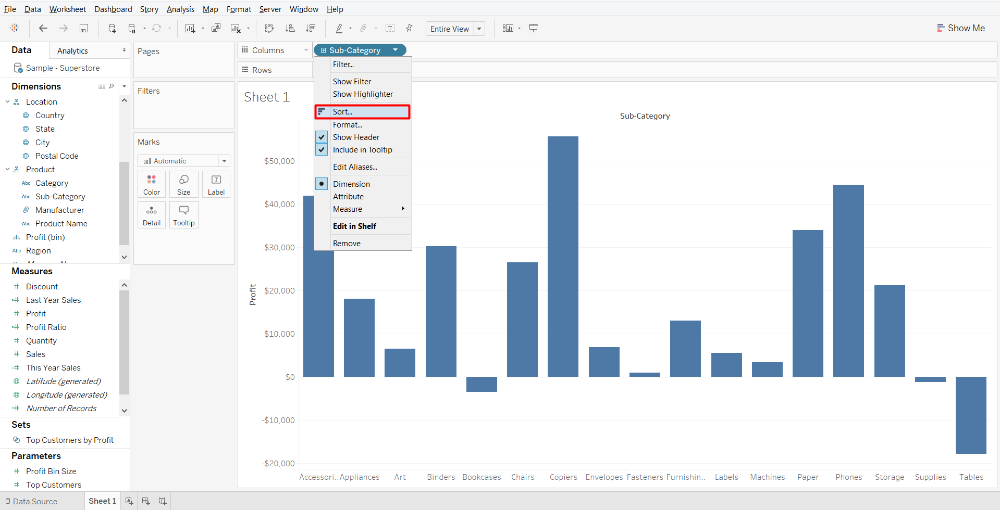 File Data Worksheet Dashboard Story Analysis Map Format Server Window Help
Entire View
Show Me
Data
Analytics
Sample - Superstore
Dimensions
Location
Country
State
City
Postal Code
Product
Abc Category
Abc Sub-Category
Manufacturer
Abc Product Name
Profit (bin)
Abc Region
Measures
Discount
Last Year Sales
Profit
Profit Ratio
Quantity
Sales
This Year Sales
Latitude (generated)
Longitude (generated)
Number of Records
Sets
Top Customers by Profit
Parameters
Profit Bin Size
Top Customers
Pages
Filters
Marks
Automatic
Color
Size
T
Label
Detail
Tooltip
Columns
Sub-Category
Rows
Filter...
Show Filter
Show Highlighter
Sort...
Format...
Show Header
Include in Tooltip
Edit Aliases...
Dimension
Attribute
Measure
Edit in Shelf
Remove
Sheet 1
Sub-Category
Profit
$50,000
$40,000
$30,000
$20,000
$10,000
$0
-$10,000
-$20,000
Accessori.. Appliances Art Binders Bookcases Chairs Copiers Envelopes Fasteners Furnishin.. Labels Machines Paper Phones Storage Supplies Tables
Data Source
Sheet 1